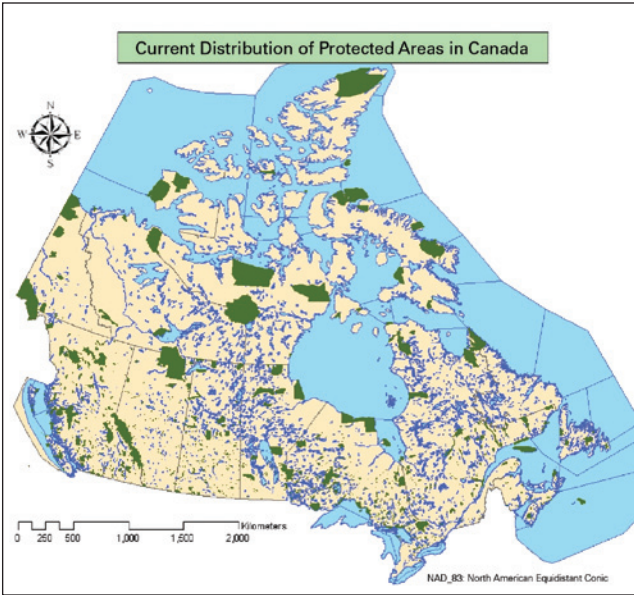 Current Distribution of Protected Areas in Canada
N
W E
S
Kilometers
0 250 500 1,000 1,500 2,000
NAD_83: North American Equidistant Conic